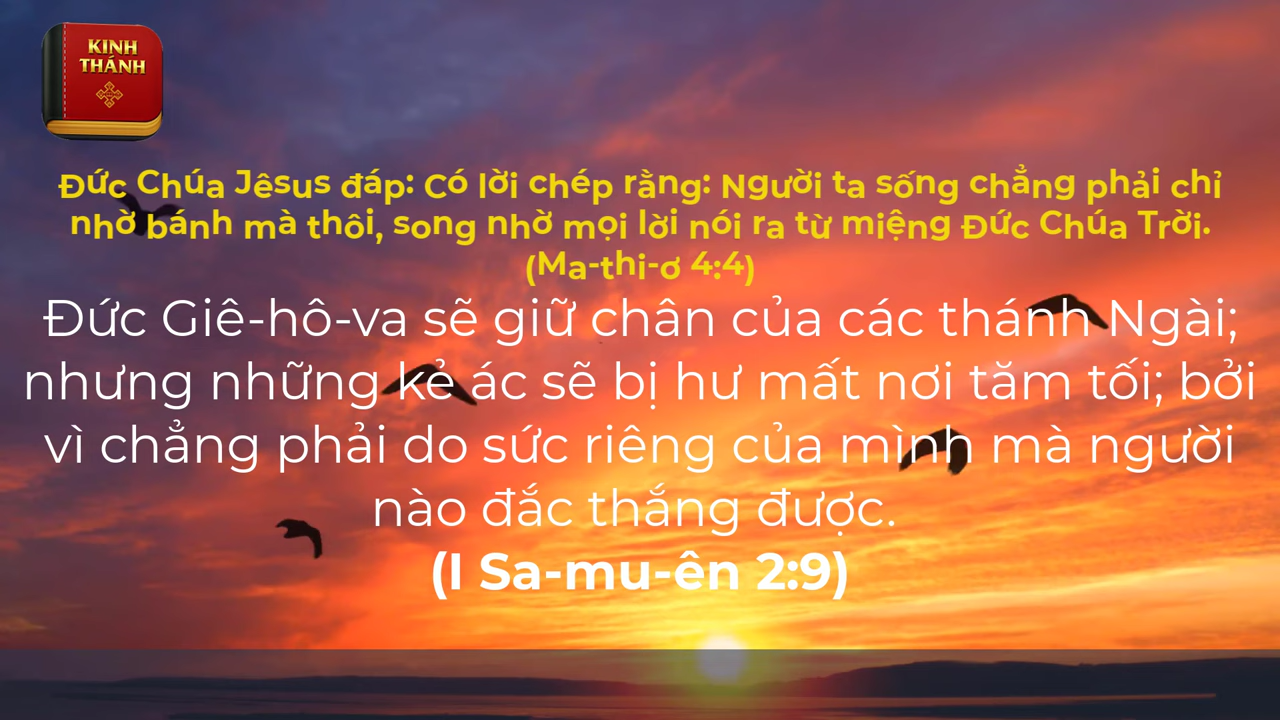 KINH
THÁNH
Đức Chúa Jêsus đáp: Có lời chép rằng: Người ta sống chẳng phải chỉ
nhờ bánh mà thôi, song nhờ mọi lời nói ra từ miệng Đức Chúa Trời.
(Ma-thi-ơ 4:4)
Đức Giê-hô-va sẽ giữ chân của các thánh Ngài;
nhưng những kẻ ác sẽ bị hư mất nơi tăm tối; bởi
vì chẳng phải do sức riêng của mình mà người
nào đắc thắng được.
(I Sa-mu-ên 2:9)